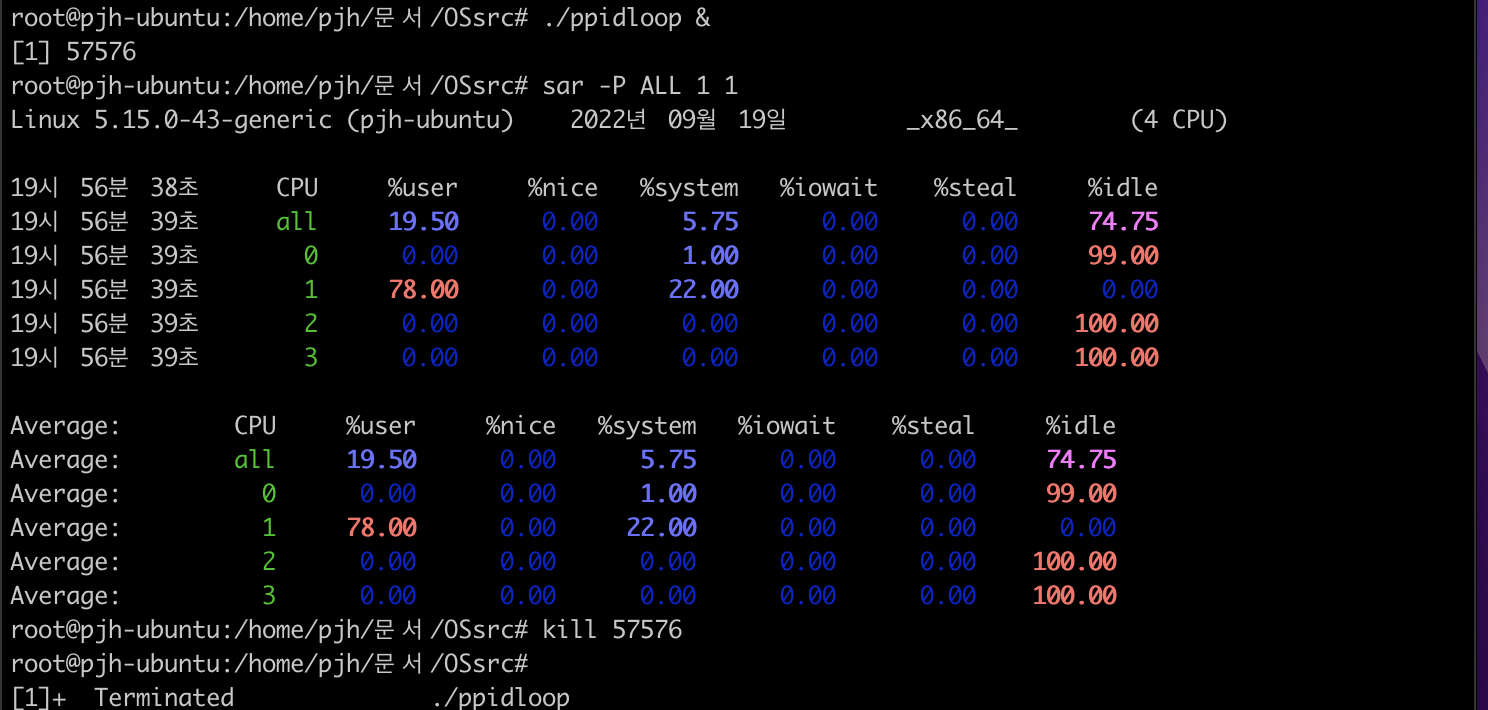 root@pjh-ubuntu:/home/pjh/문서/OSsrc# ./ppidloop &
[1] 57576
root@pjh-ubuntu:/home/pjh/문서/OSsrc# sar -P ALL 1 1
Linux 5.15.0-43-generic (pjh-ubuntu) 2022년 09월 19일 _x86_64_ (4 CPU)
19시 56분 38초 CPU %user %nice %system %iowait %steal %idle
19시 56분 39초 all 19.50 0.00 5.75 0.00 0.00 74.75
19시 56분 39초 0 0.00 0.00 1.00 0.00 0.00 99.00
19시 56분 39초 1 78.00 0.00 22.00 0.00 0.00 0.00
19시 56분 39초 2 0.00 0.00 0.00 0.00 0.00 100.00
19시 56분 39초 3 0.00 0.00 0.00 0.00 0.00 100.00
Average: CPU %user %nice %system %iowait %steal %idle
Average: all 19.50 0.00 5.75 0.00 0.00 74.75
Average: 0 0.00 0.00 1.00 0.00 0.00 99.00
Average: 1 78.00 0.00 22.00 0.00 0.00 0.00
Average: 2 0.00 0.00 0.00 0.00 0.00 100.00
Average: 3 0.00 0.00 0.00 0.00 0.00 100.00
root@pjh-ubuntu:/home/pjh/문서/OSsrc# kill 57576
root@pjh-ubuntu:/home/pjh/문서/OSsrc#
[1]+ Terminated ./ppidloop